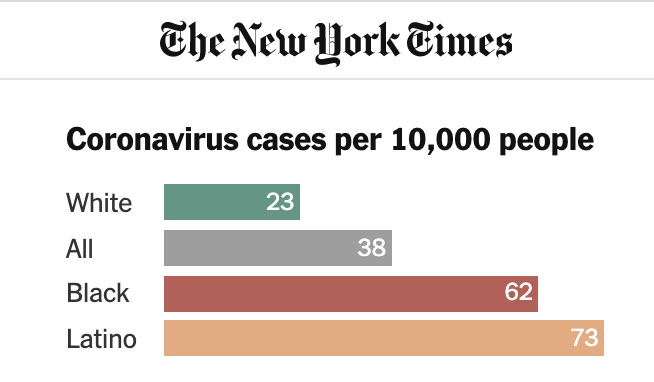 The New York Times
Coronavirus cases per 10,000 people
White 23
All 38
Black 62
Latino 73